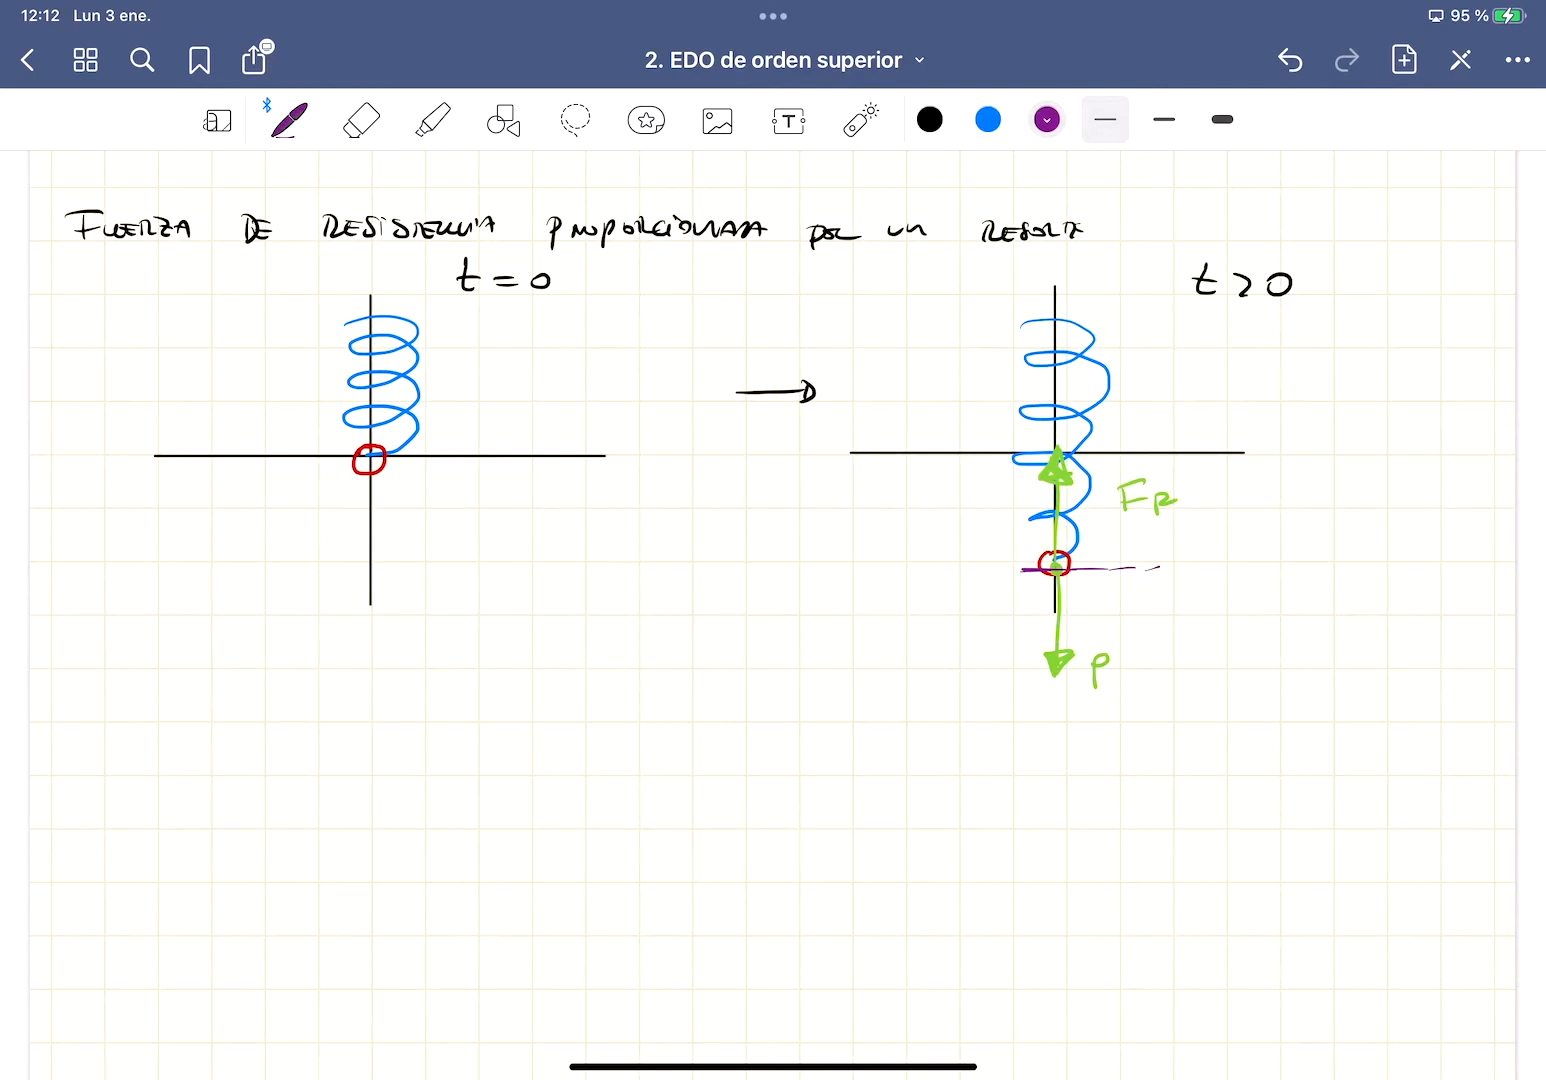 12:12 Lun 3 ene.
95 %
2. EDO de orden superior
T
FUERZA DE RESISTENCIA PROPORCIONADA POR UN RESORTE
t = 0
t > 0
FR
P